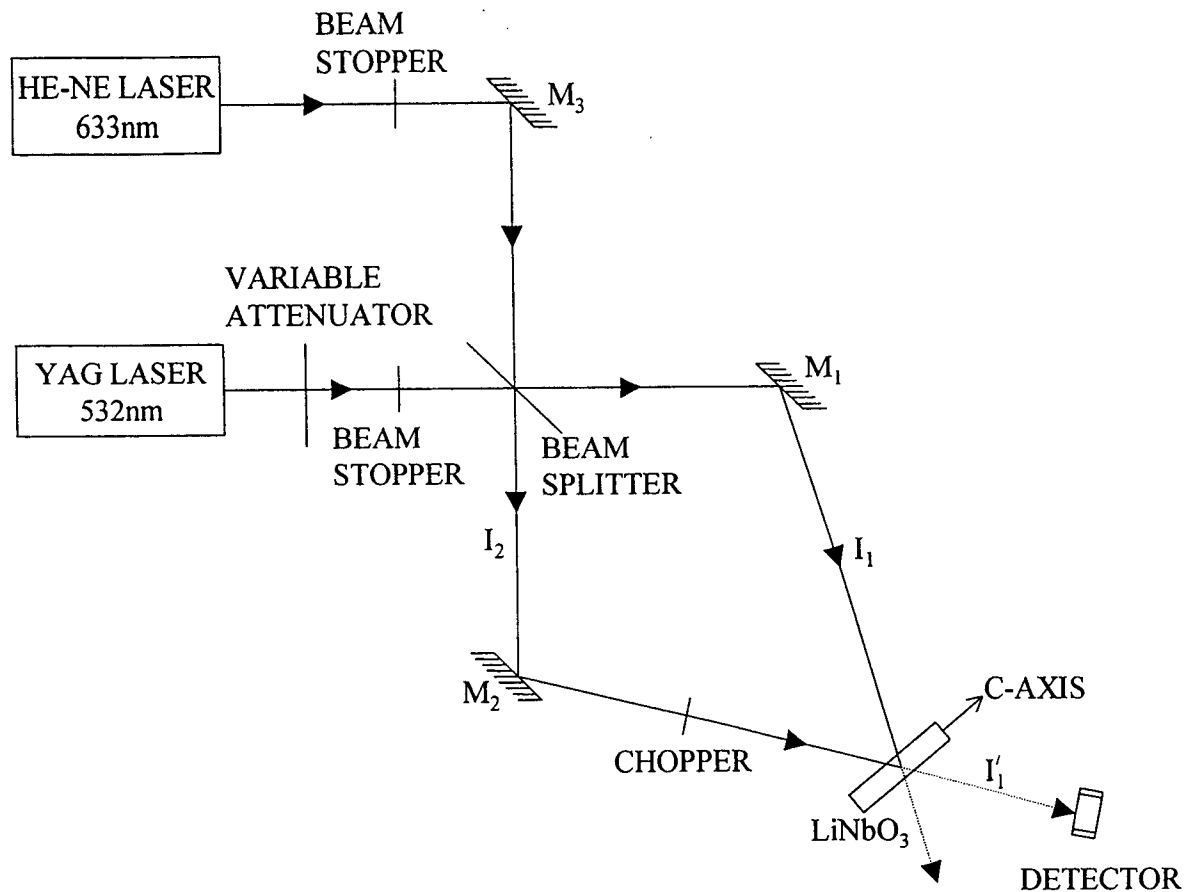 BEAM
STOPPER
HE-NE LASER
633nm
M₃
VARIABLE
ATTENUATOR
YAG LASER
532nm
M₁
BEAM
STOPPER
BEAM
SPLITTER
I₂
I₁
M₂
C-AXIS
CHOPPER
I₁′
LiNbO₃
DETECTOR